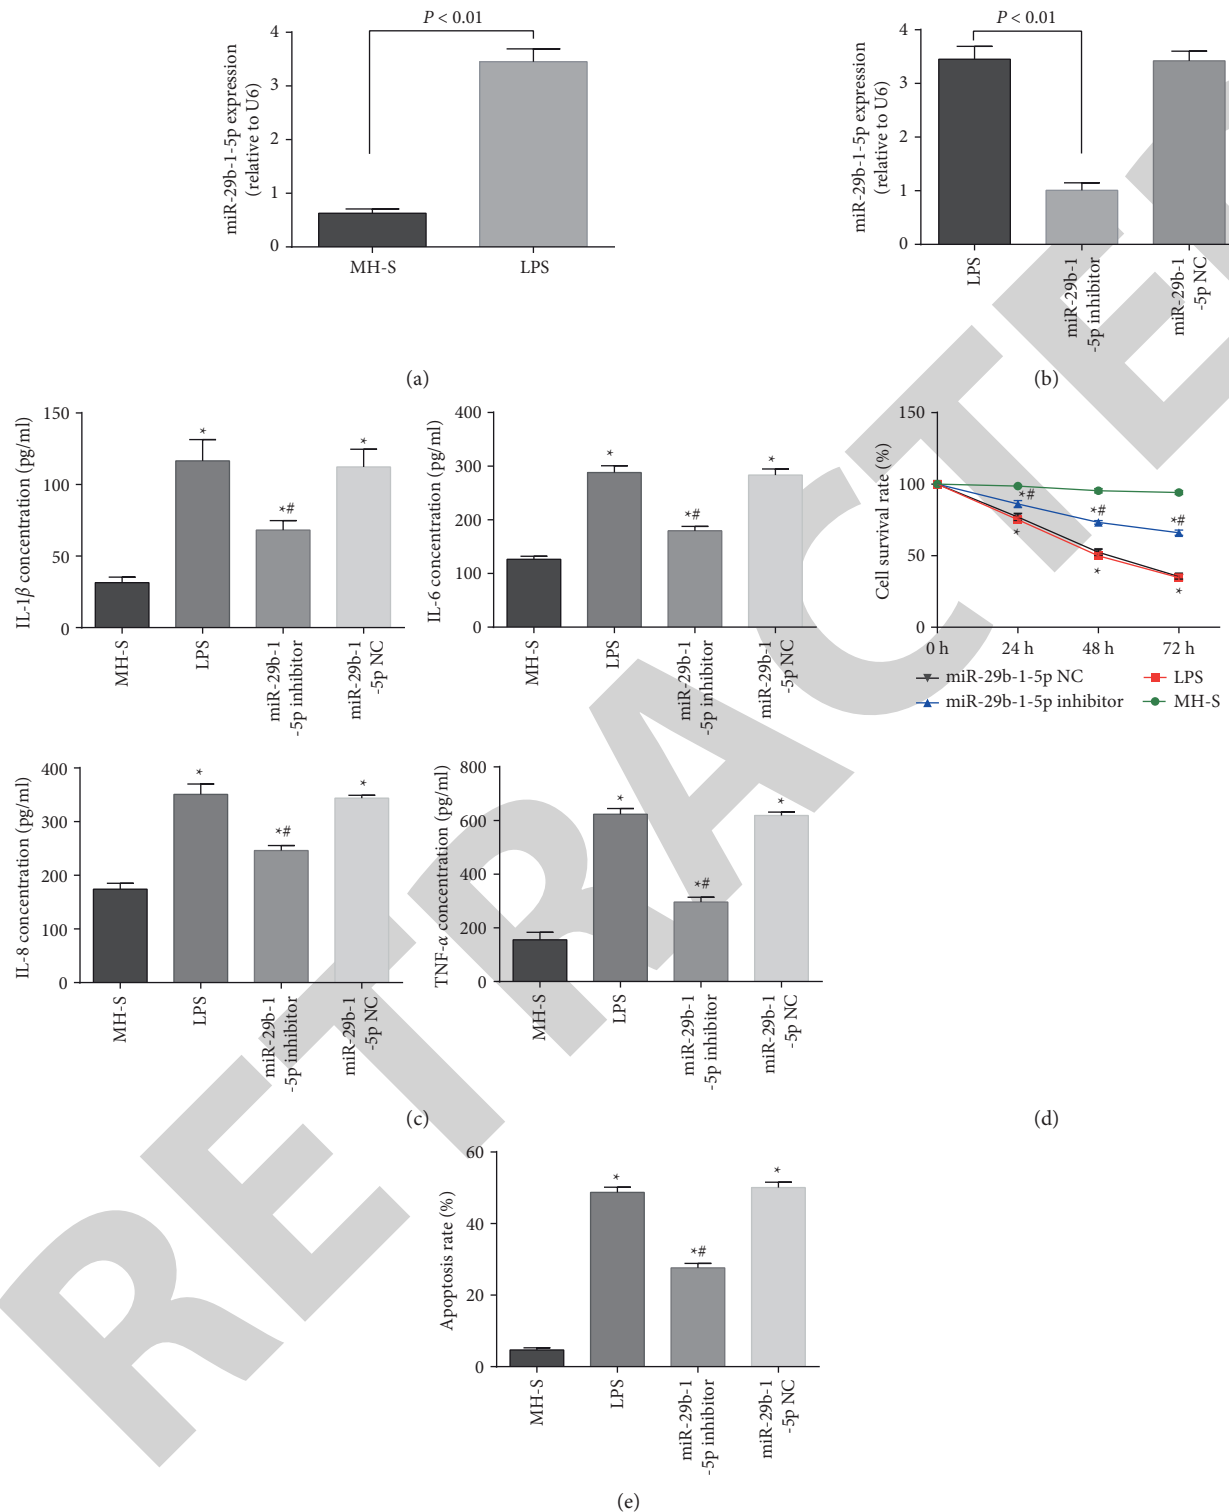 P < 0.01
miR-29b-1-5p expression
(relative to U6)
4
3
2
1
0
MH-S
LPS
(a)
P < 0.01
miR-29b-1-5p expression
(relative to U6)
4
3
2
1
0
LPS
miR-29b-1
-5p inhibitor
miR-29b-1
-5p NC
(b)
IL-1β concentration (pg/ml)
150
100
50
0
*
*#
*
MH-S
LPS
miR-29b-1
-5p inhibitor
miR-29b-1
-5p NC
IL-6 concentration (pg/ml)
400
300
200
100
0
*
*#
*
MH-S
LPS
miR-29b-1
-5p inhibitor
miR-29b-1
-5p NC
IL-8 concentration (pg/ml)
400
300
200
100
0
*
*#
*
MH-S
LPS
miR-29b-1
-5p inhibitor
miR-29b-1
-5p NC
TNF-α concentration (pg/ml)
800
600
400
200
0
*
*#
*
MH-S
LPS
miR-29b-1
-5p inhibitor
miR-29b-1
-5p NC
(c)
Cell survival rate (%)
150
100
50
0
*#
*#
*#
*
*
*
0 h
24 h
48 h
72 h
miR-29b-1-5p NC
LPS
miR-29b-1-5p inhibitor
MH-S
(d)
Apoptosis rate (%)
60
40
20
0
*
*#
*
MH-S
LPS
miR-29b-1
-5p inhibitor
miR-29b-1
-5p NC
(e)
RETRACTE